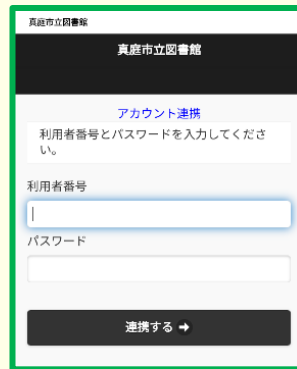 真庭市立図書館
真庭市立図書館
アカウント連携
利用者番号とパスワードを入力してくださ
い。
利用者番号
パスワード
連携する